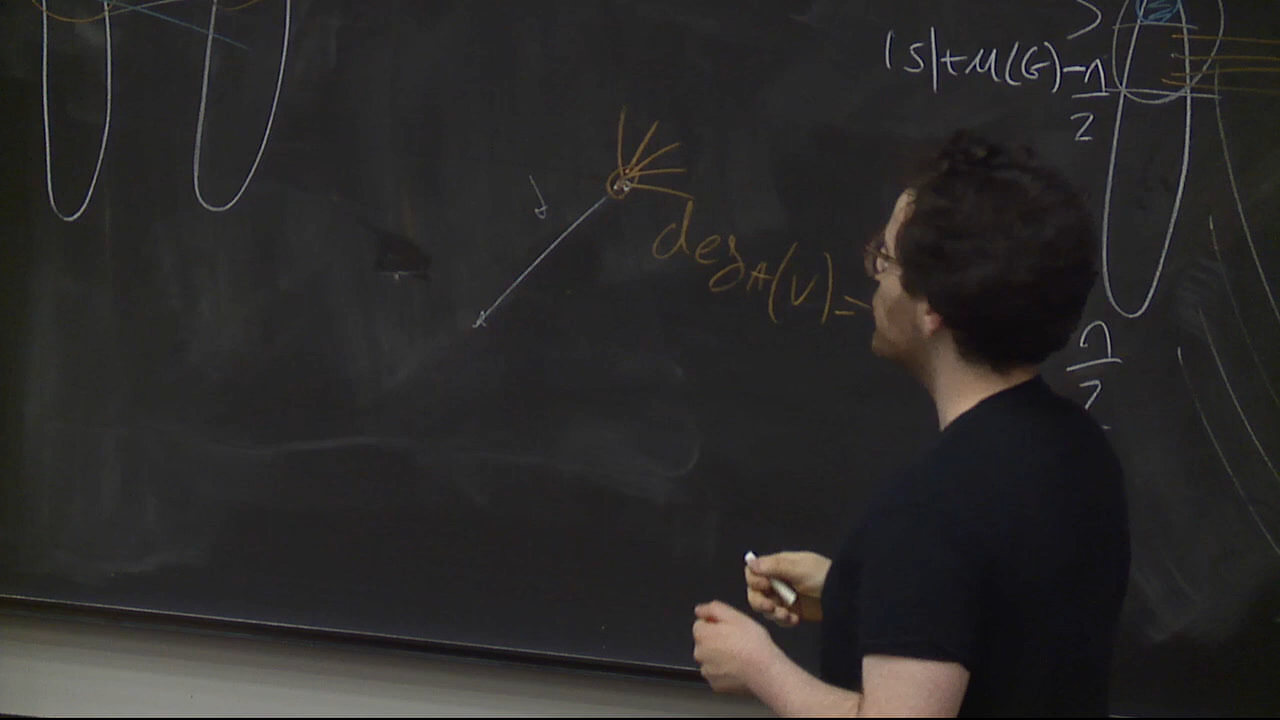 |S|+μ(G)-n
2
deg_A(v)=
n
2